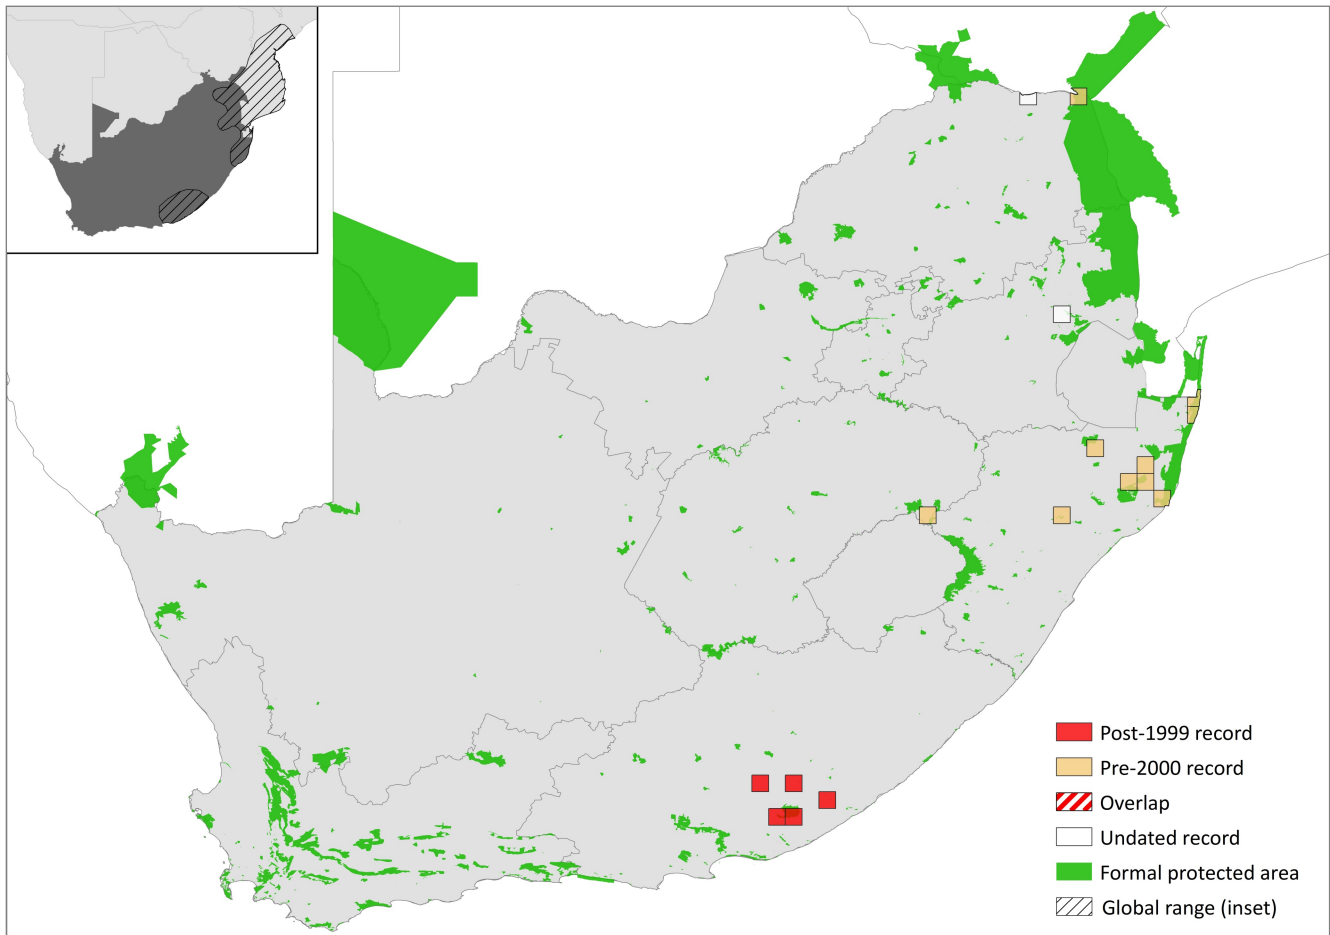 Post-1999 record
Pre-2000 record
Overlap
Undated record
Formal protected area
Global range (inset)